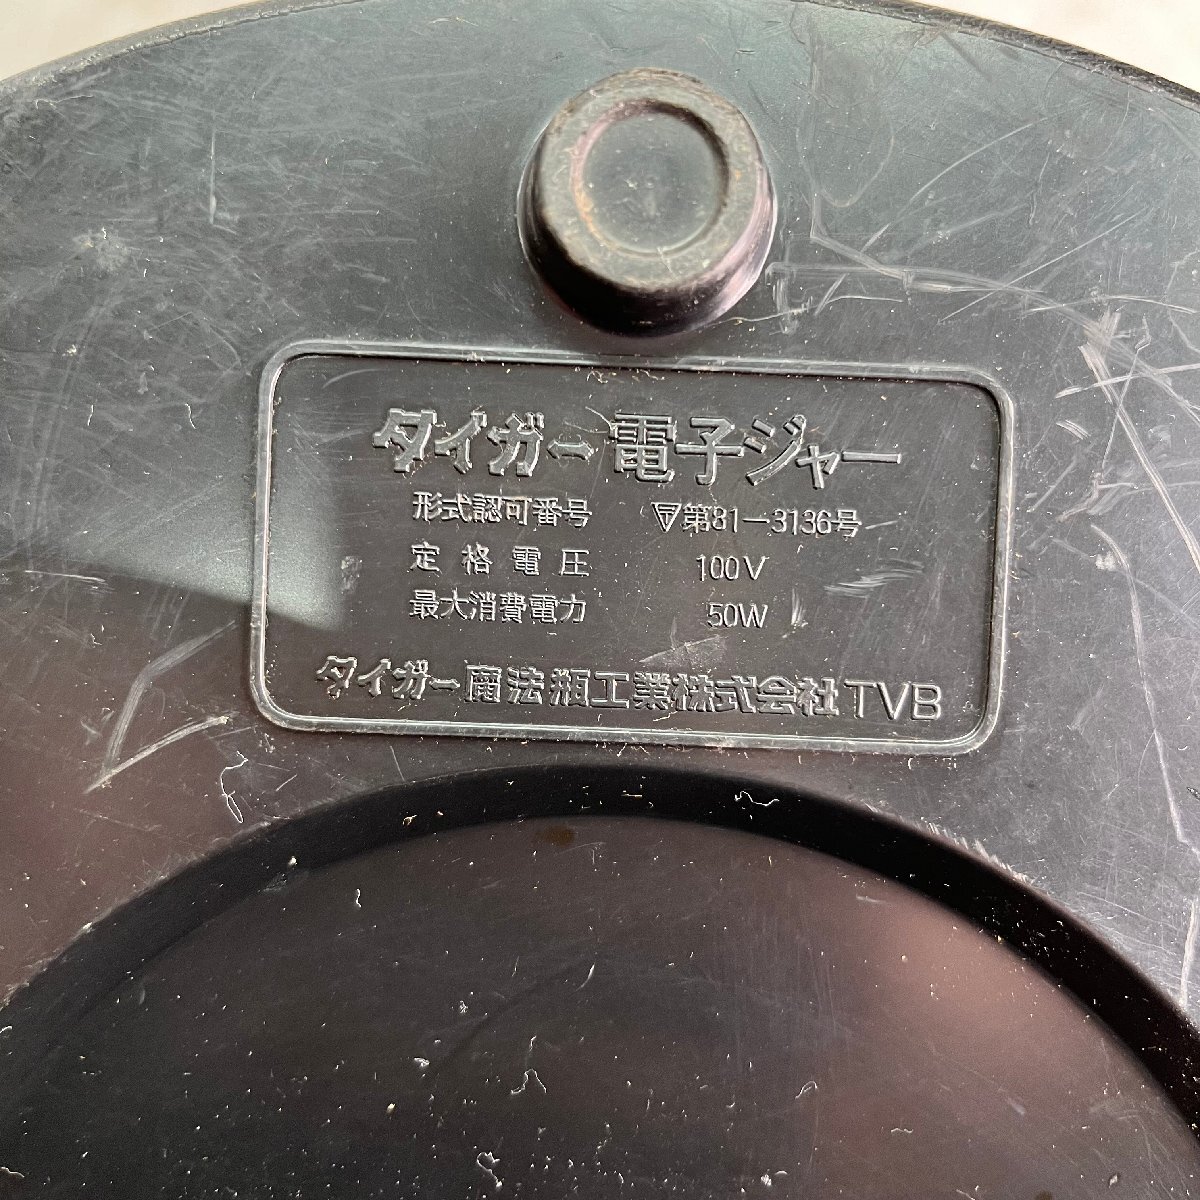 タイガー電子ジャー
形式認可番号 第81-3136号
定格電圧 100V
最大消費電力 50W
タイガー魔法瓶工業株式会社 TVB